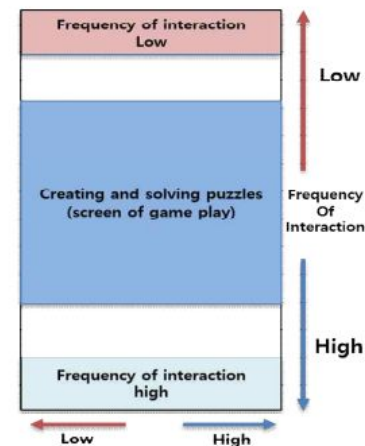 Frequency of interaction
Low
Low
Creating and solving puzzles
(screen of game play)
Frequency
Of
Interaction
High
Frequency of interaction
high
Low
High